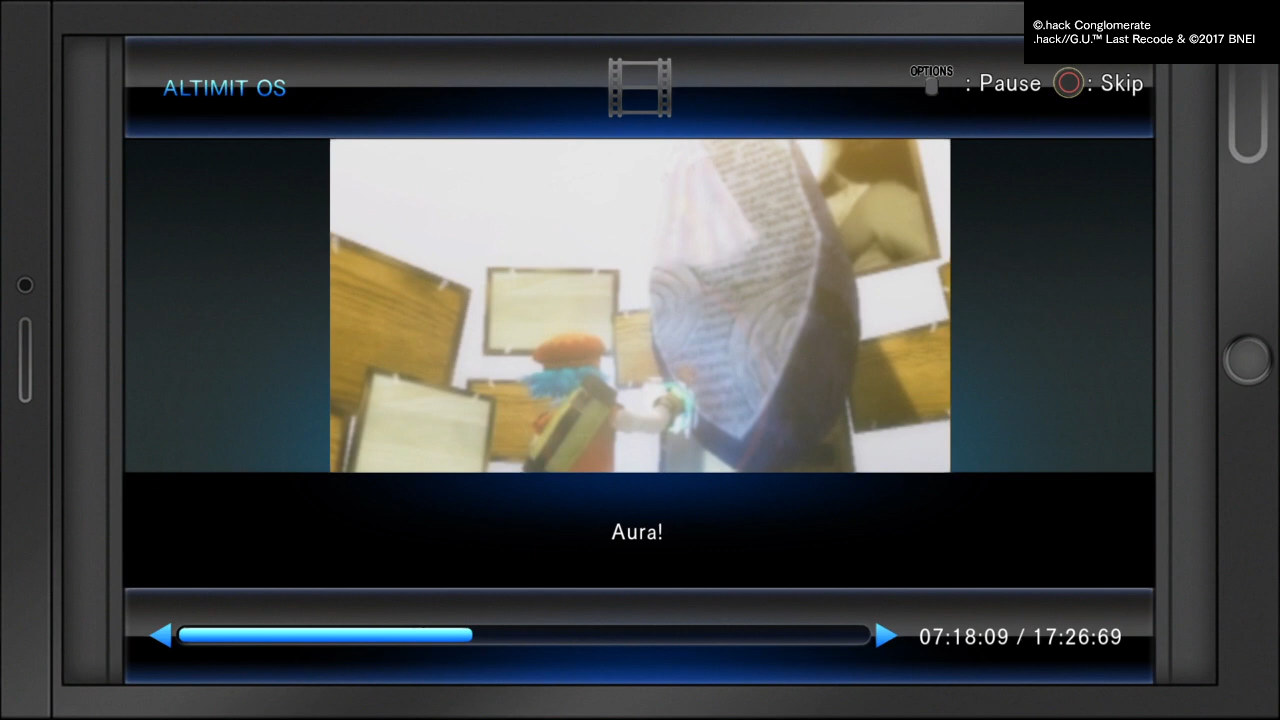 ©.hack Conglomerate
.hack//G.U.™ Last Recode & ©2017 BNEI
ALTIMIT OS
OPTIONS : Pause : Skip
Aura!
07:18:09 / 17:26:69